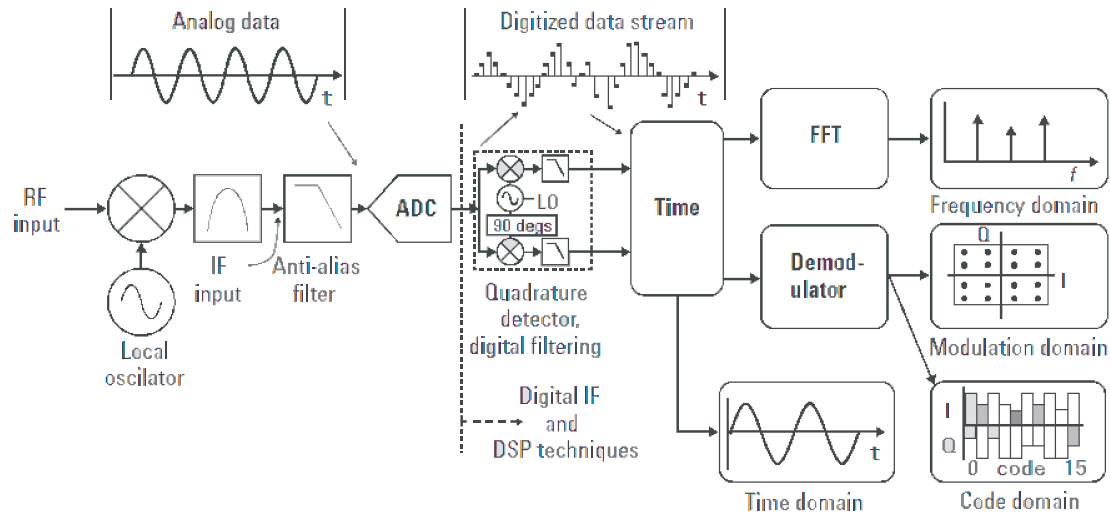 Analog data
t
Digitized data stream
t
RF
input
IF
input
Anti-alias
filter
Local
oscilator
ADC
LO
90 degs
Quadrature
detector,
digital filtering
Digital IF
and
DSP techniques
Time
FFT
f
Frequency domain
Demod-
ulator
Q
I
Modulation domain
t
Time domain
I
Q
0 code 15
Code domain